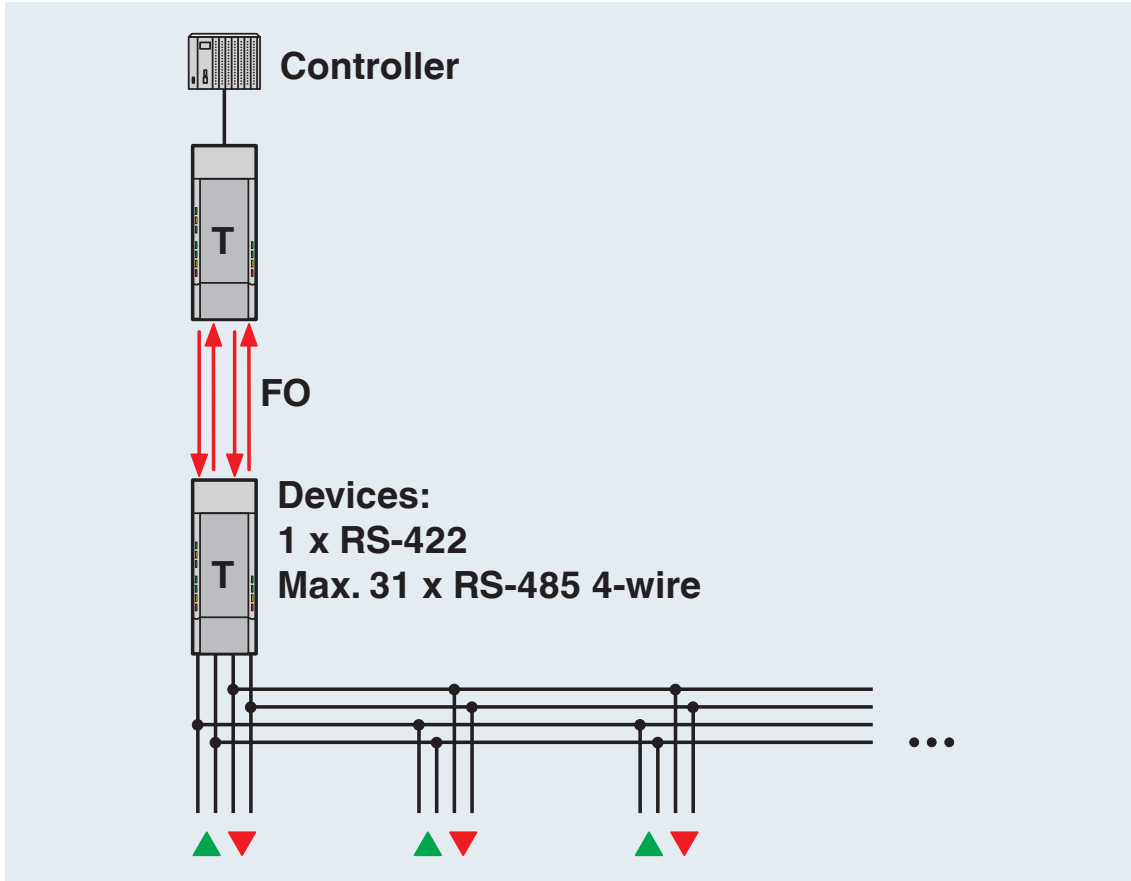 Controller
T
FO
Devices:
1 x RS-422
T
Max. 31 x RS-485 4-wire